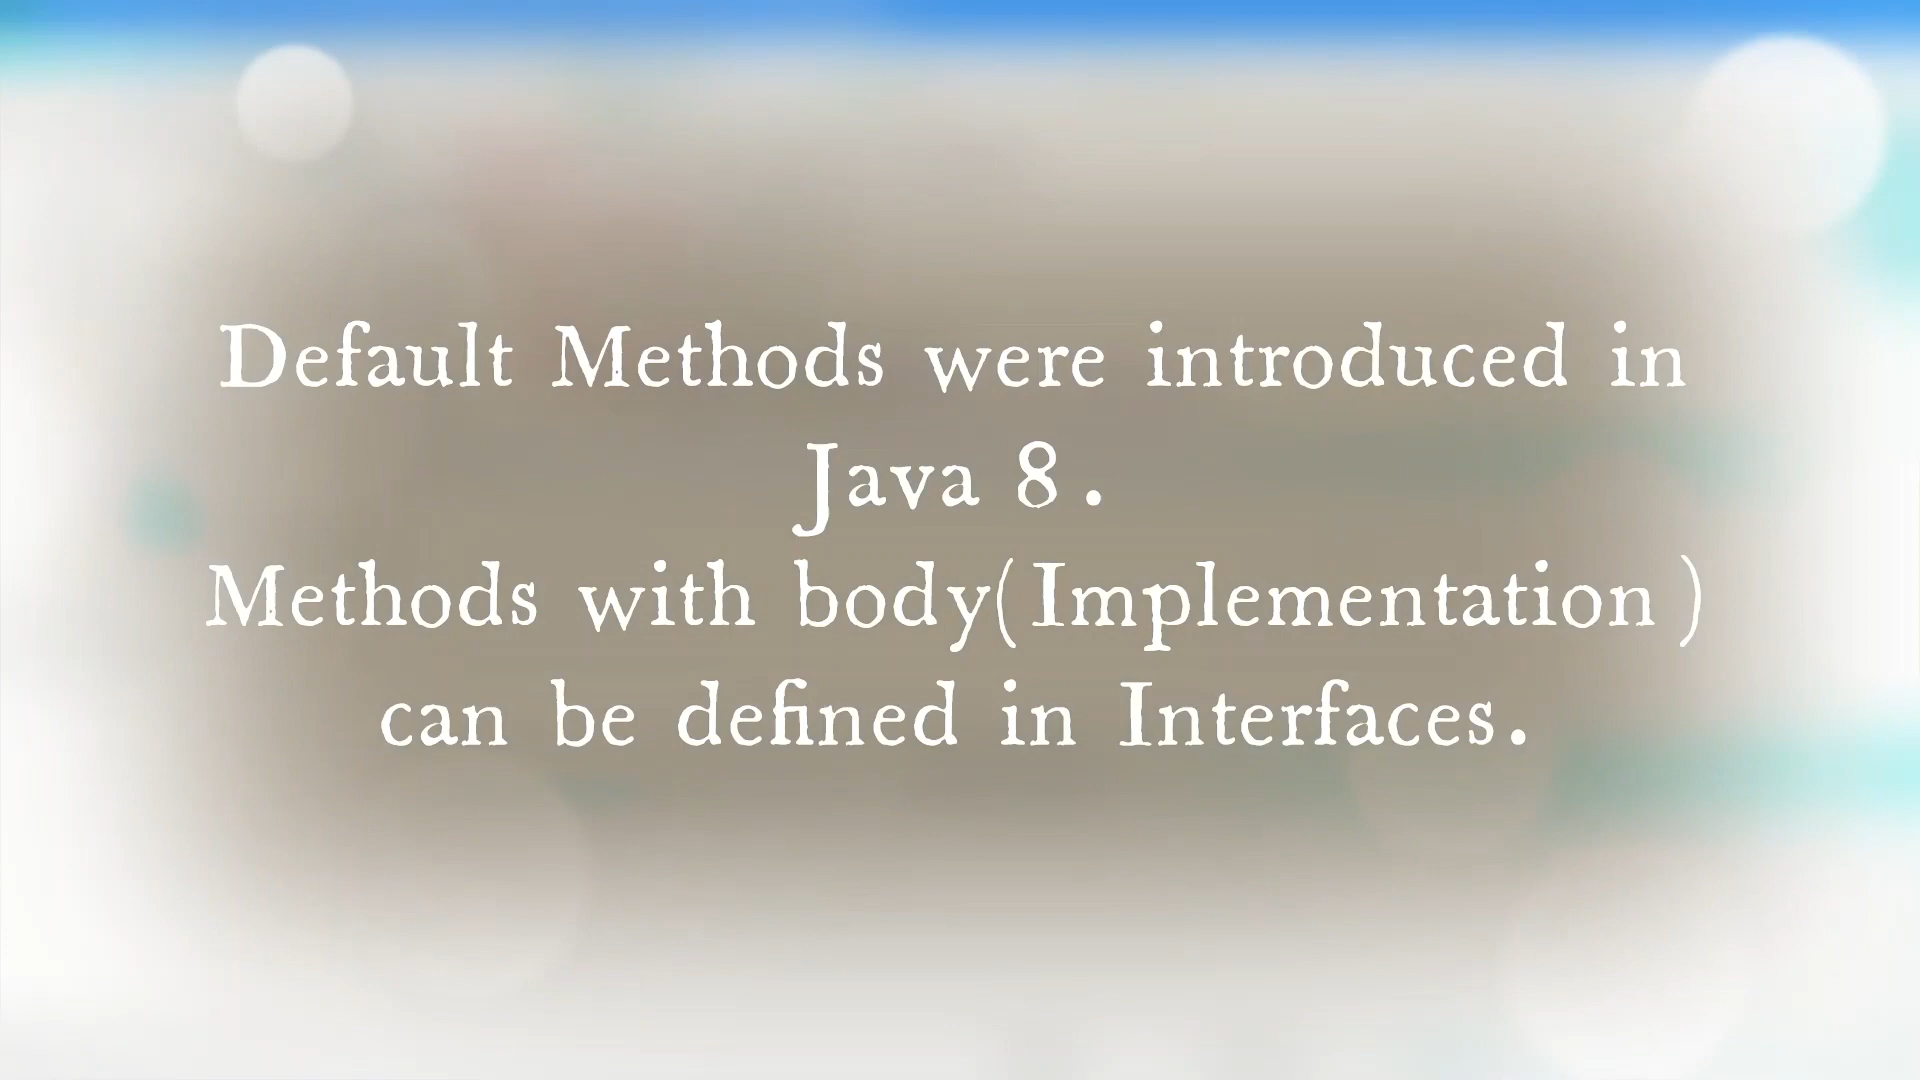 Default Methods were introduced in
Java 8 .
Methods with body( Implementation )
can be defined in Interfaces.